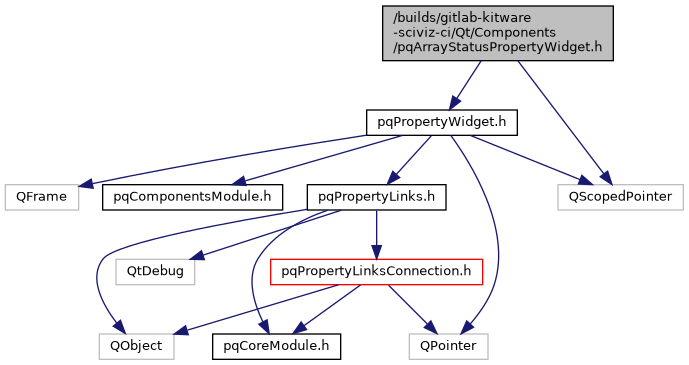 /builds/gitlab-kitware
-sciviz-ci/Qt/Components
/pqArrayStatusPropertyWidget.h
pqPropertyWidget.h
QFrame
pqComponentsModule.h
pqPropertyLinks.h
QScopedPointer
QtDebug
pqPropertyLinksConnection.h
QObject
pqCoreModule.h
QPointer